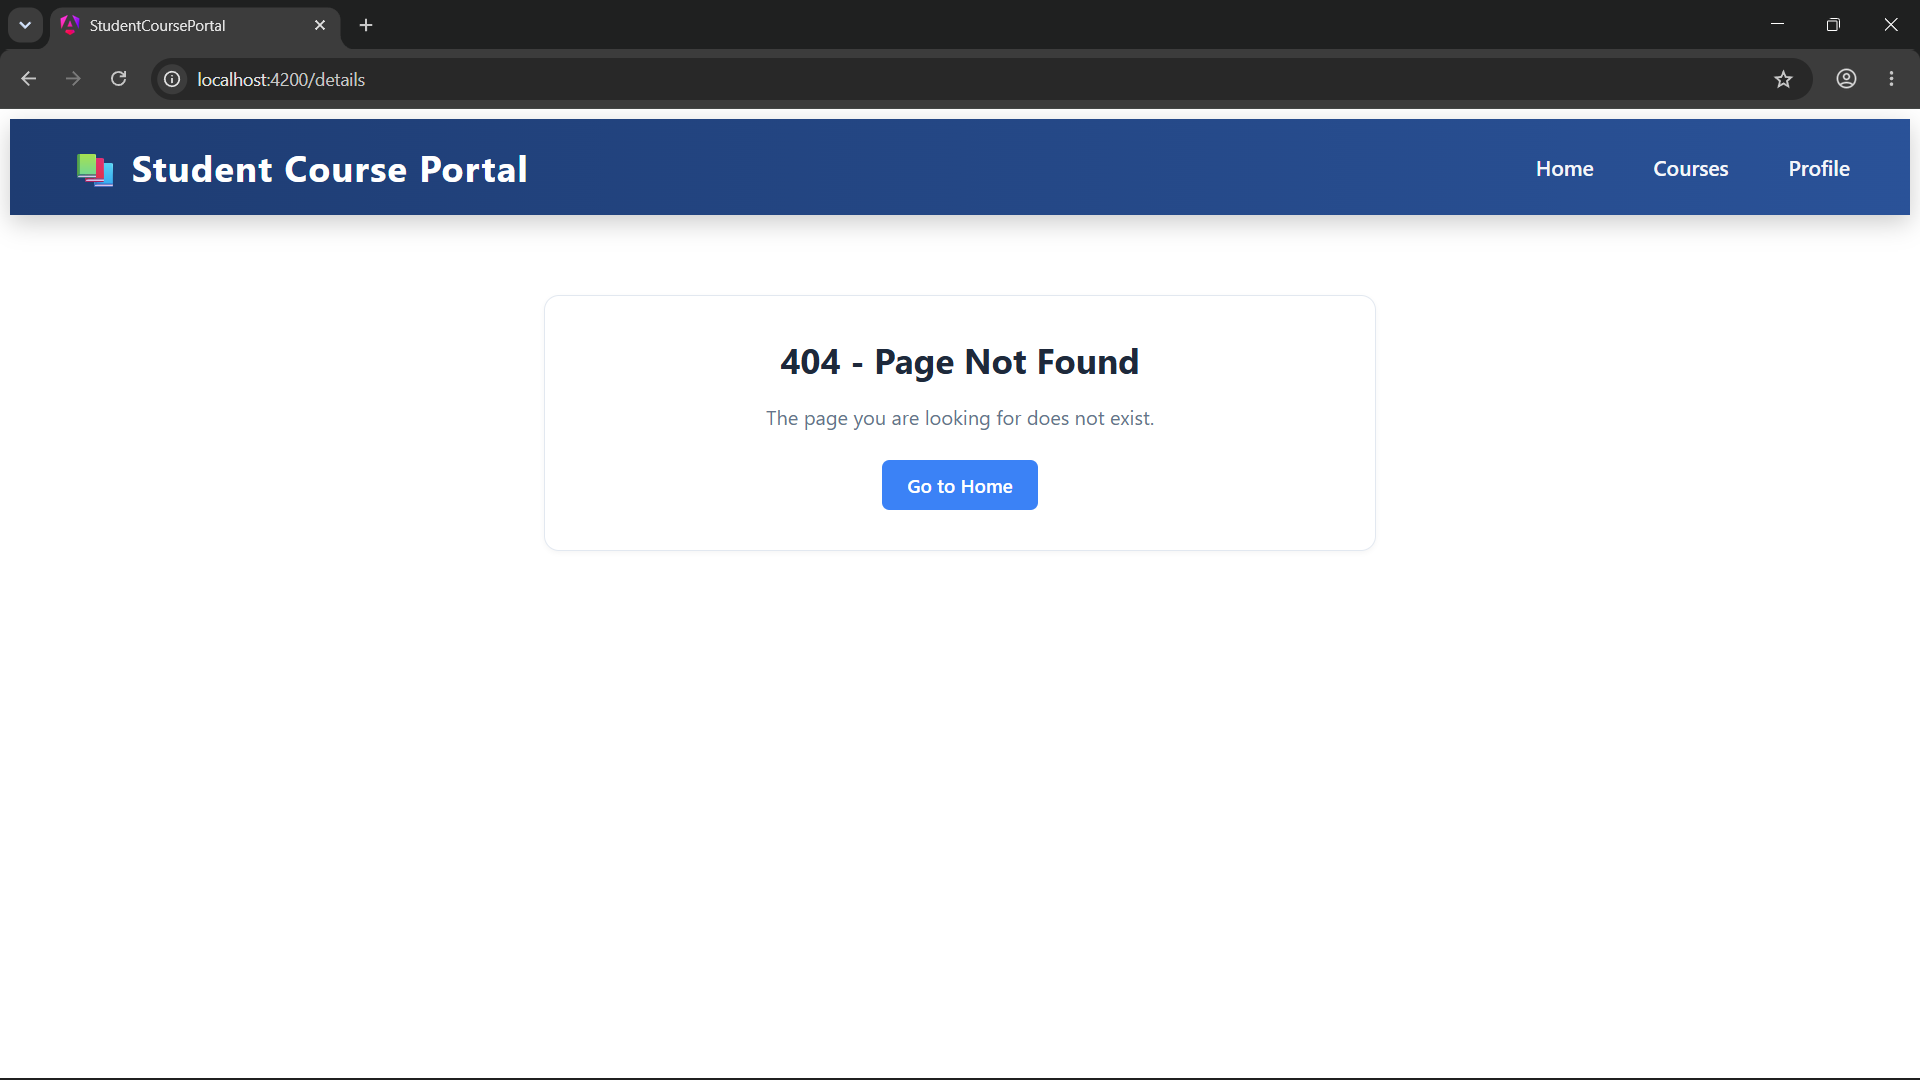 StudentCoursePortal
localhost:4200/details
Student Course Portal
Home
Courses
Profile
404 - Page Not Found
The page you are looking for does not exist.
Go to Home